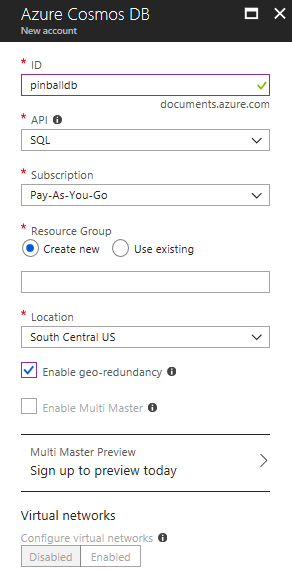 Azure Cosmos DB
New account
* ID
pinballdb
documents.azure.com
* API
SQL
* Subscription
Pay-As-You-Go
* Resource Group
Create new Use existing
* Location
South Central US
Enable geo-redundancy
Enable Multi Master
Multi Master Preview
Sign up to preview today
Virtual networks
Configure virtual networks
Disabled Enabled